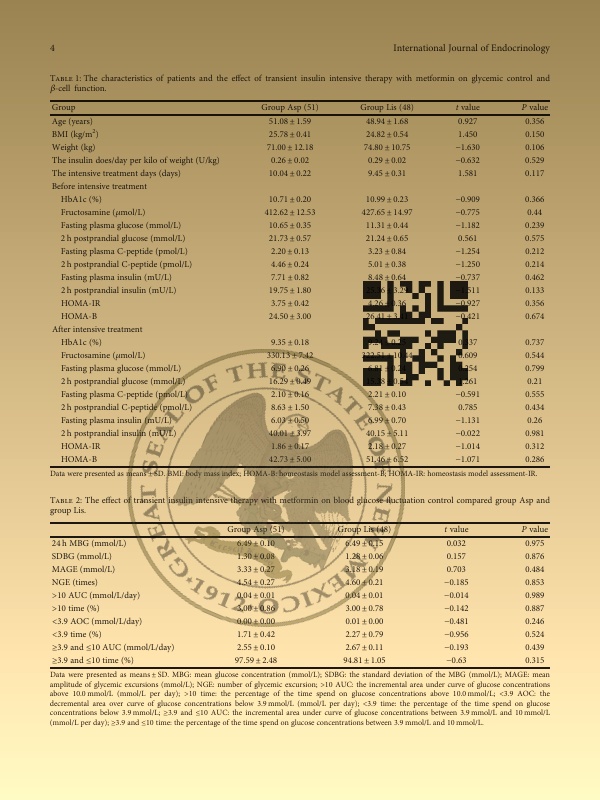 4 International Journal of Endocrinology
TABLE 1: The characteristics of patients and the effect of transient insulin intensive therapy with metformin on glycemic control and
β-cell function.
Group Group Asp (51) Group Lis (48) t value P value
Age (years) 51.08 ± 1.59 48.94 ± 1.68 0.927 0.356
BMI (kg/m²) 25.78 ± 0.41 24.82 ± 0.54 1.450 0.150
Weight (kg) 71.00 ± 12.18 74.80 ± 10.75 −1.630 0.106
The insulin does/day per kilo of weight (U/kg) 0.26 ± 0.02 0.29 ± 0.02 −0.632 0.529
The intensive treatment days (days) 10.04 ± 0.22 9.45 ± 0.31 1.581 0.117
Before intensive treatment
HbA1c (%) 10.71 ± 0.20 10.99 ± 0.23 −0.909 0.366
Fructosamine (μmol/L) 412.62 ± 12.53 427.65 ± 14.97 −0.775 0.44
Fasting plasma glucose (mmol/L) 10.65 ± 0.35 11.31 ± 0.44 −1.182 0.239
2 h postprandial glucose (mmol/L) 21.73 ± 0.57 21.24 ± 0.65 0.561 0.575
Fasting plasma C-peptide (pmol/L) 2.20 ± 0.13 3.23 ± 0.84 −1.254 0.212
2 h postprandial C-peptide (pmol/L) 4.46 ± 0.24 5.01 ± 0.38 −1.250 0.214
Fasting plasma insulin (mU/L) 7.71 ± 0.82 8.48 ± 0.64 −0.737 0.462
2 h postprandial insulin (mU/L) 19.75 ± 1.80 0.133
HOMA-IR 3.75 ± 0.42 4.26 0.36 −0.927 0.356
HOMA-B 24.50 ± 3.00 −0.421 0.674
After intensive treatment
HbA1c (%) 9.35 ± 0.18 0.737
Fructosamine (μmol/L) 330.13 ± 7.42 0.609 0.544
Fasting plasma glucose (mmol/L) 6.90 ± 0.26 0.799
2 h postprandial glucose (mmol/L) 16.29 ± 0.49 0.21
Fasting plasma C-peptide (pmol/L) 2.10 ± 0.16 2.21 ± 0.10 −0.591 0.555
2 h postprandial C-peptide (pmol/L) 8.63 ± 1.50 7.38 ± 0.43 0.785 0.434
Fasting plasma insulin (mU/L) 6.03 ± 0.50 6.99 ± 0.70 −1.131 0.26
2 h postprandial insulin (mU/L) 40.01 ± 3.97 40.15 ± 5.11 −0.022 0.981
HOMA-IR 1.86 ± 0.17 2.18 ± 0.27 −1.014 0.312
HOMA-B 42.73 ± 5.00 51.46 ± 6.52 −1.071 0.286
Data were presented as means ± SD. BMI: body mass index; HOMA-B: homeostasis model assessment-B; HOMA-IR: homeostasis model assessment-IR.
TABLE 2: The effect of transient insulin intensive therapy with metformin on blood glucose fluctuation control compared group Asp and
group Lis.
Group Asp (51) Group Lis (48) t value P value
24 h MBG (mmol/L) 6.49 ± 0.10 6.49 ± 0.15 0.032 0.975
SDBG (mmol/L) 1.30 ± 0.08 1.28 ± 0.06 0.157 0.876
MAGE (mmol/L) 3.33 ± 0.27 3.18 ± 0.19 0.703 0.484
NGE (times) 4.54 ± 0.27 4.60 ± 0.21 −0.185 0.853
>10 AUC (mmol/L/day) 0.04 ± 0.01 0.04 ± 0.01 −0.014 0.989
>10 time (%) 3.00 ± 0.86 3.00 ± 0.78 −0.142 0.887
<3.9 AOC (mmol/L/day) 0.00 ± 0.00 0.01 ± 0.00 −0.481 0.246
<3.9 time (%) 1.71 ± 0.42 2.27 ± 0.79 −0.956 0.524
≥3.9 and ≤10 AUC (mmol/L/day) 2.55 ± 0.10 2.67 ± 0.11 −0.193 0.439
≥3.9 and ≤10 time (%) 97.59 ± 2.48 94.81 ± 1.05 −0.63 0.315
Data were presented as means ± SD. MBG: mean glucose concentration (mmol/L); SDBG: the standard deviation of the MBG (mmol/L); MAGE: mean
amplitude of glycemic excursions (mmol/L); NGE: number of glycemic excursion; >10 AUC: the incremental area under curve of glucose concentrations
above 10.0 mmol/L (mmol/L per day); >10 time: the percentage of the time spend on glucose concentrations above 10.0 mmol/L; <3.9 AOC: the
decremental area over curve of glucose concentrations below 3.9 mmol/L (mmol/L per day); <3.9 time: the percentage of the time spend on glucose
concentrations below 3.9 mmol/L; ≥3.9 and ≤10 AUC: the incremental area under curve of glucose concentrations between 3.9 mmol/L and 10 mmol/L
(mmol/L per day); ≥3.9 and ≤10 time: the percentage of the time spend on glucose concentrations between 3.9 mmol/L and 10 mmol/L.
GREAT SEAL OF THE STATE OF NEW MEXICO
·1912·